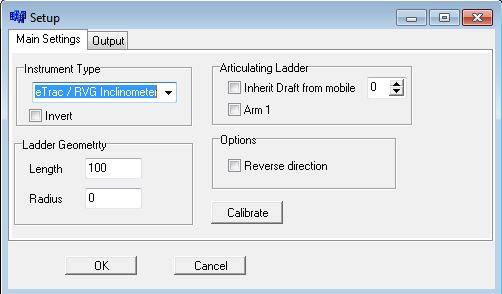 Setup
Main Settings
Output
Instrument Type
eTrac / RVG Inclinometer
Invert
Articulating Ladder
Inherit Draft from mobile
0
Arm 1
Ladder Geometrty
Length
100
Radius
0
Options
Reverse direction
Calibrate
OK
Cancel